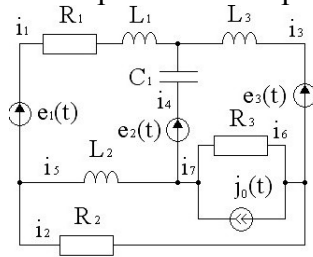 i1 R1 L1 L3 i3
C1
i4
e1(t) e2(t) e3(t)
R3 i6
i5 L2 i7
j0(t)
i2 R2